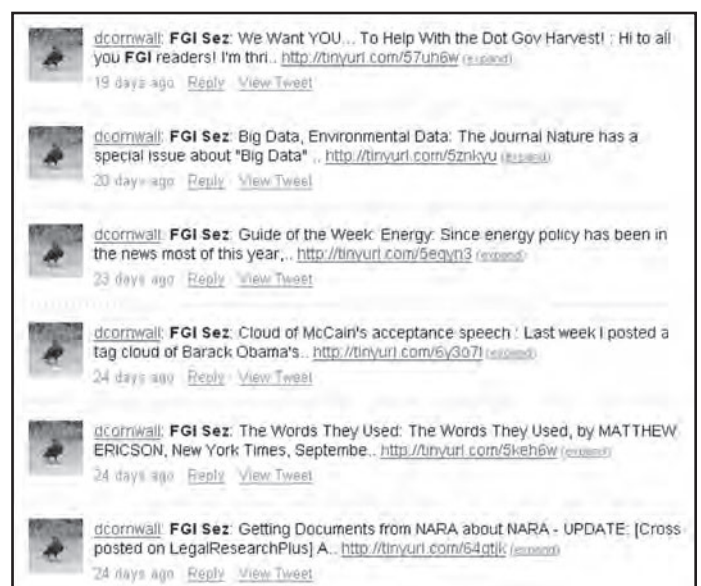 dcornwall: FGI Sez: We Want YOU... To Help With the Dot Gov Harvest! : Hi to all
you FGI readers! I'm thri.. http://tinyurl.com/57uh6w (expand)
19 days ago Reply View Tweet
dcornwall: FGI Sez: Big Data, Environmental Data: The Journal Nature has a
special issue about "Big Data" .. http://tinyurl.com/5znkyu (expand)
20 days ago Reply View Tweet
dcornwall: FGI Sez: Guide of the Week: Energy: Since energy policy has been in
the news most of this year,.. http://tinyurl.com/5eqyn3 (expand)
23 days ago Reply View Tweet
dcornwall: FGI Sez: Cloud of McCain's acceptance speech : Last week I posted a
tag cloud of Barack Obama's.. (expand)
24 days ago Reply View Tweet
dcornwall: FGI Sez: The Words They Used: The Words They Used, by MATTHEW
ERICSON, New York Times, Septembe.. http://tinyurl.com/5keh6w (expand)
24 days ago Reply View Tweet
dcornwall: FGI Sez: Getting Documents from NARA about NARA - UPDATE: [Cross
posted on LegalResearchPlus] A.. (expand)
24 days ago Reply View Tweet